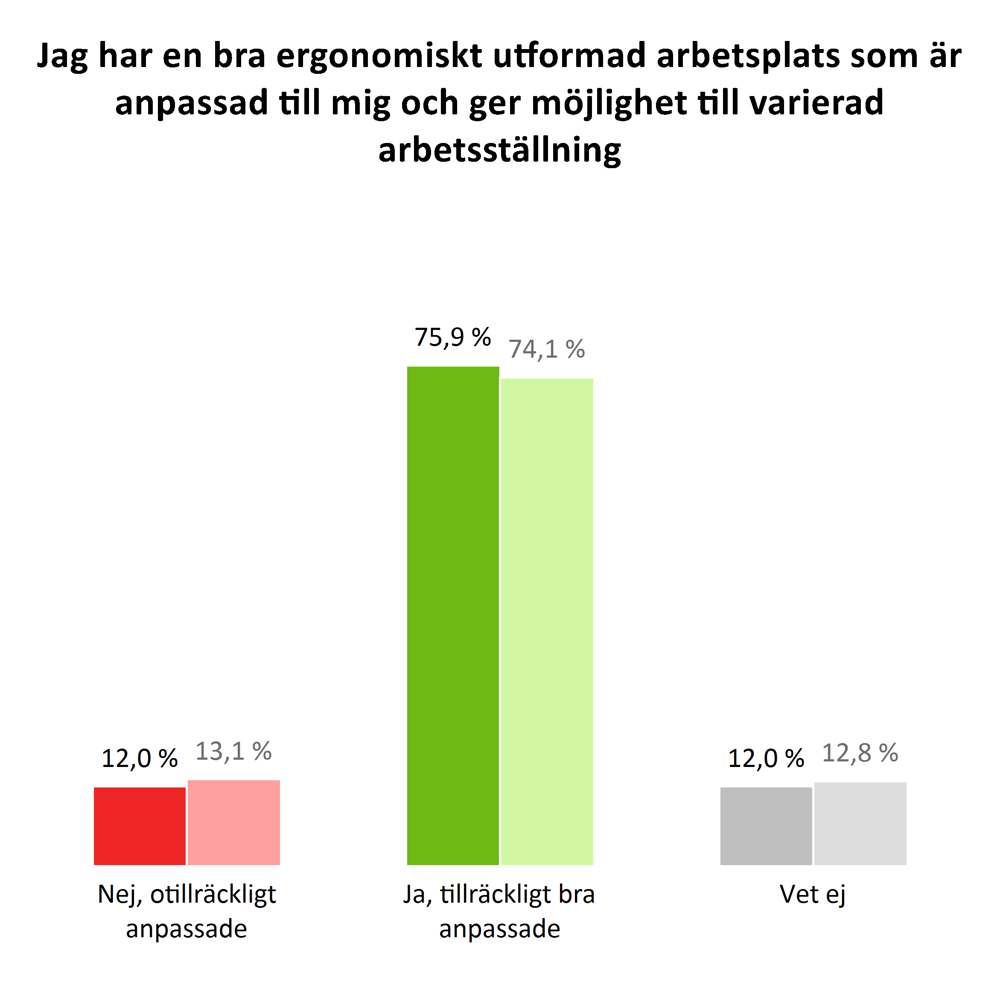 Jag har en bra ergonomiskt utformad arbetsplats som är
anpassad till mig och ger möjlighet till varierad
arbetsställning
75,9 %
74,1 %
12,0 %
13,1 %
12,0 %
12,8 %
Nej, otillräckligt
anpassade
Ja, tillräckligt bra
anpassade
Vet ej